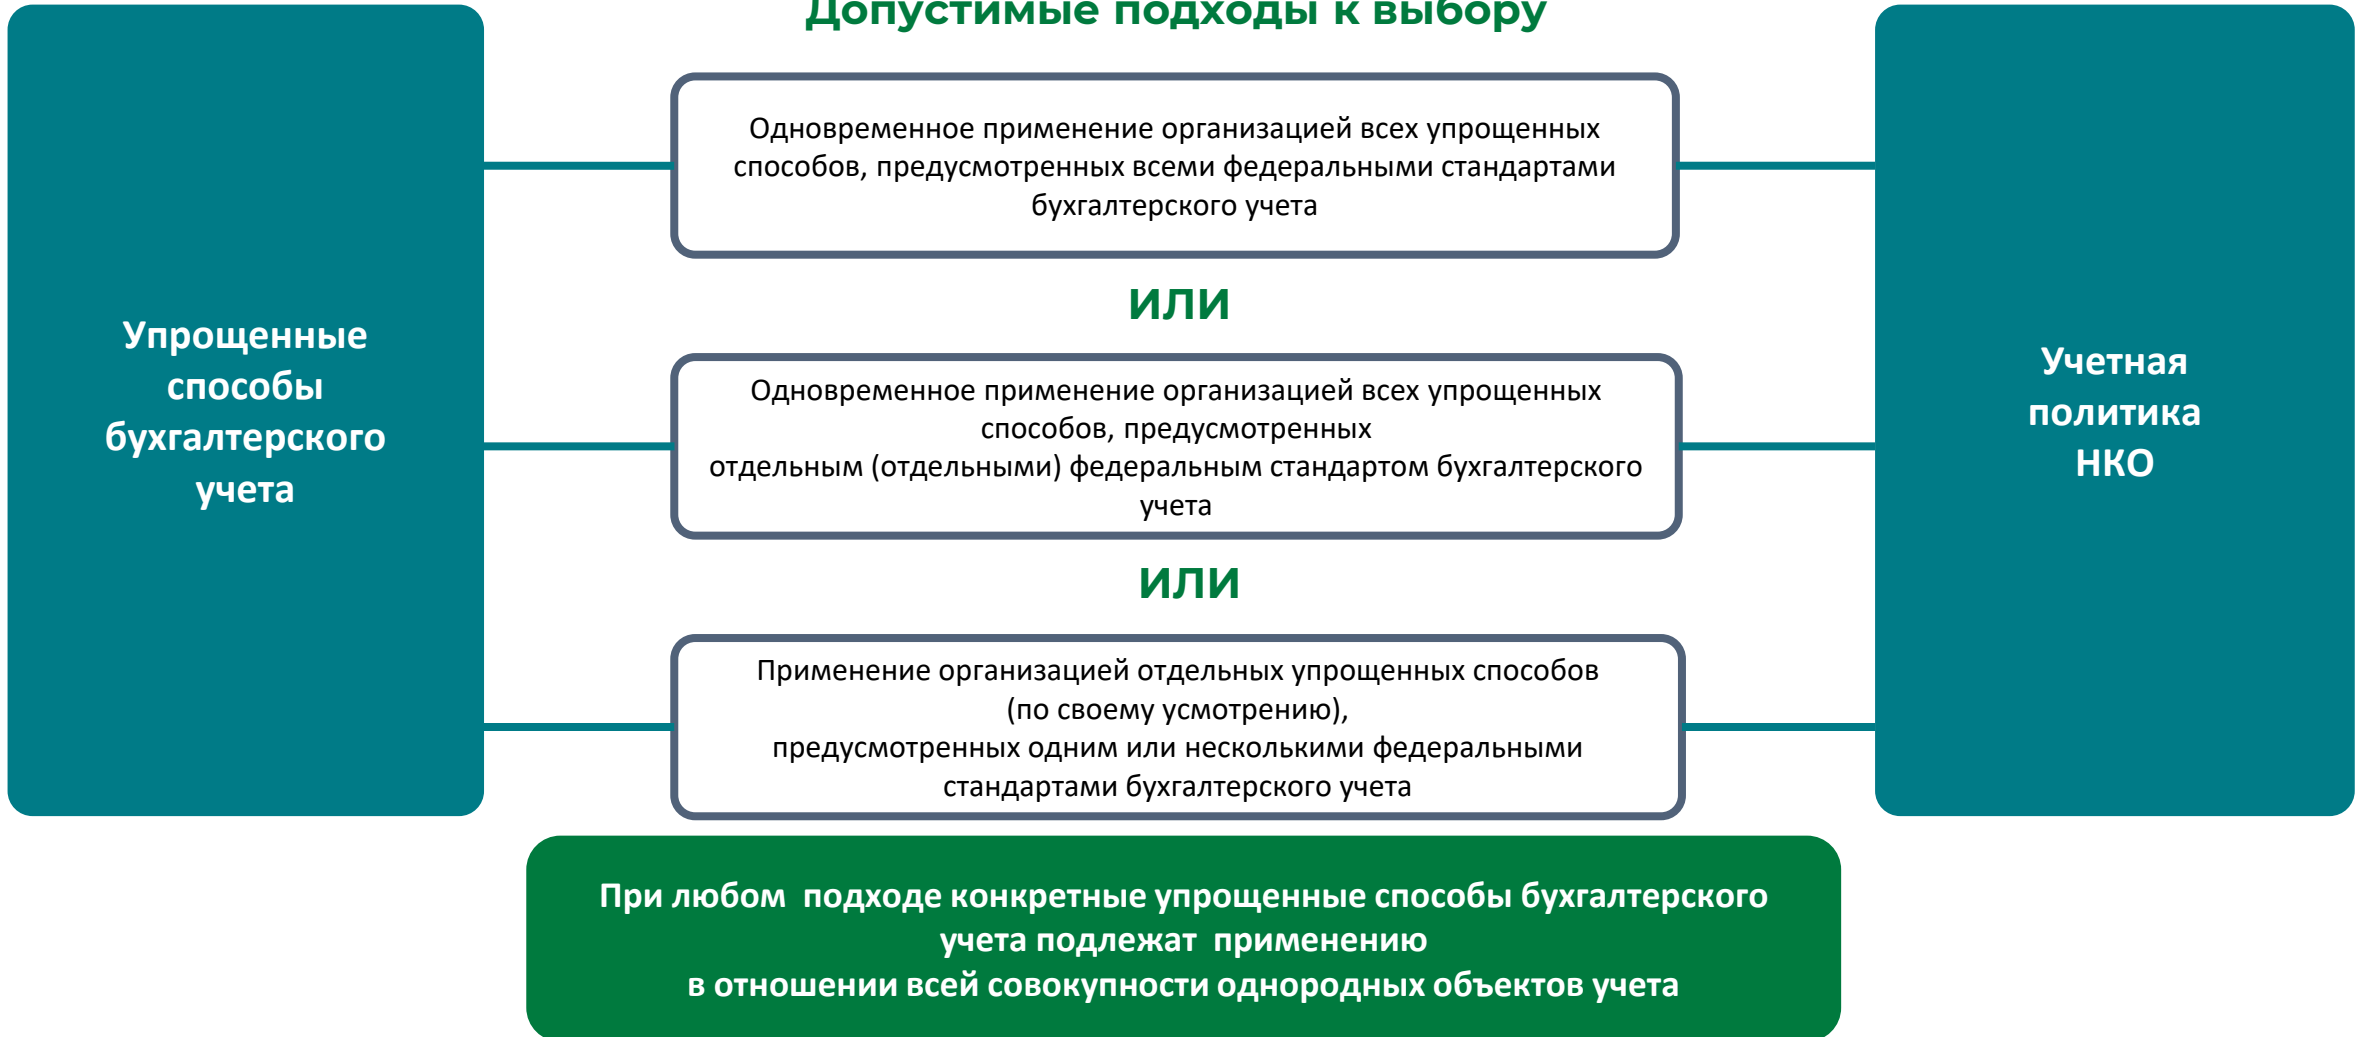 Допустимые подходы к выбору
Упрощенные
способы
бухгалтерского
учета
Одновременное применение организацией всех упрощенных
способов, предусмотренных всеми федеральными стандартами
бухгалтерского учета
ИЛИ
Одновременное применение организацией всех упрощенных
способов, предусмотренных
отдельным (отдельными) федеральным стандартом бухгалтерского
учета
ИЛИ
Применение организацией отдельных упрощенных способов
(по своему усмотрению),
предусмотренных одним или несколькими федеральными
стандартами бухгалтерского учета
Учетная
политика
НКО
При любом подходе конкретные упрощенные способы бухгалтерского
учета подлежат применению
в отношении всей совокупности однородных объектов учета